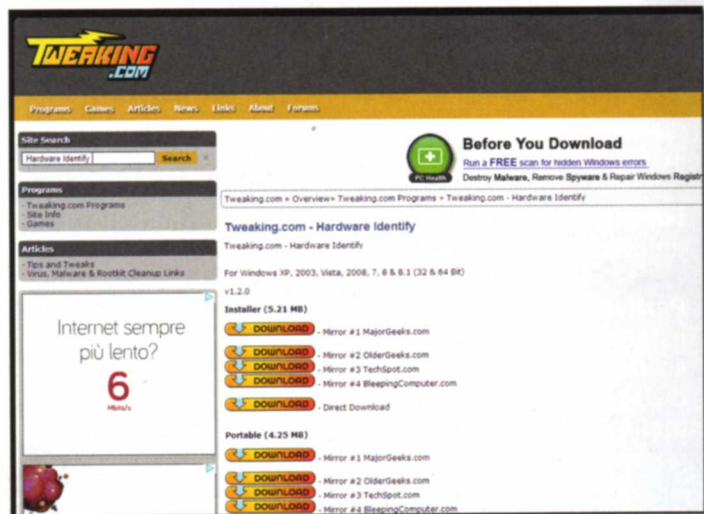 TWEAKING
.COM
Programs Games Articles News Links About Forums
Site Search
Hardware Identify Search ×
Programs
- Tweaking.com Programs
- Site Info
- Games
Articles
- Tips and Tweaks
- Virus, Malware & Rootkit Cleanup Links
Internet sempre
più lento?
6
Mbits/s
PC Health
Before You Download
Run a FREE scan for hidden Windows errors
Destroy Malware, Remove Spyware & Repair Windows Registr
Tweaking.com » Overview» Tweaking.com Programs » Tweaking.com - Hardware Identify
Tweaking.com - Hardware Identify
Tweaking.com - Hardware Identify
For Windows XP, 2003, Vista, 2008, 7, 8 & 8.1 (32 & 64 Bit)
v1.2.0
Installer (5.21 MB)
DOWNLOAD - Mirror #1 MajorGeeks.com
DOWNLOAD - Mirror #2 OlderGeeks.com
DOWNLOAD - Mirror #3 TechSpot.com
DOWNLOAD - Mirror #4 BleepingComputer.com
DOWNLOAD - Direct Download
Portable (4.25 MB)
DOWNLOAD - Mirror #1 MajorGeeks.com
DOWNLOAD - Mirror #2 OlderGeeks.com
DOWNLOAD - Mirror #3 TechSpot.com
DOWNLOAD - Mirror #4 BleepingComputer.com